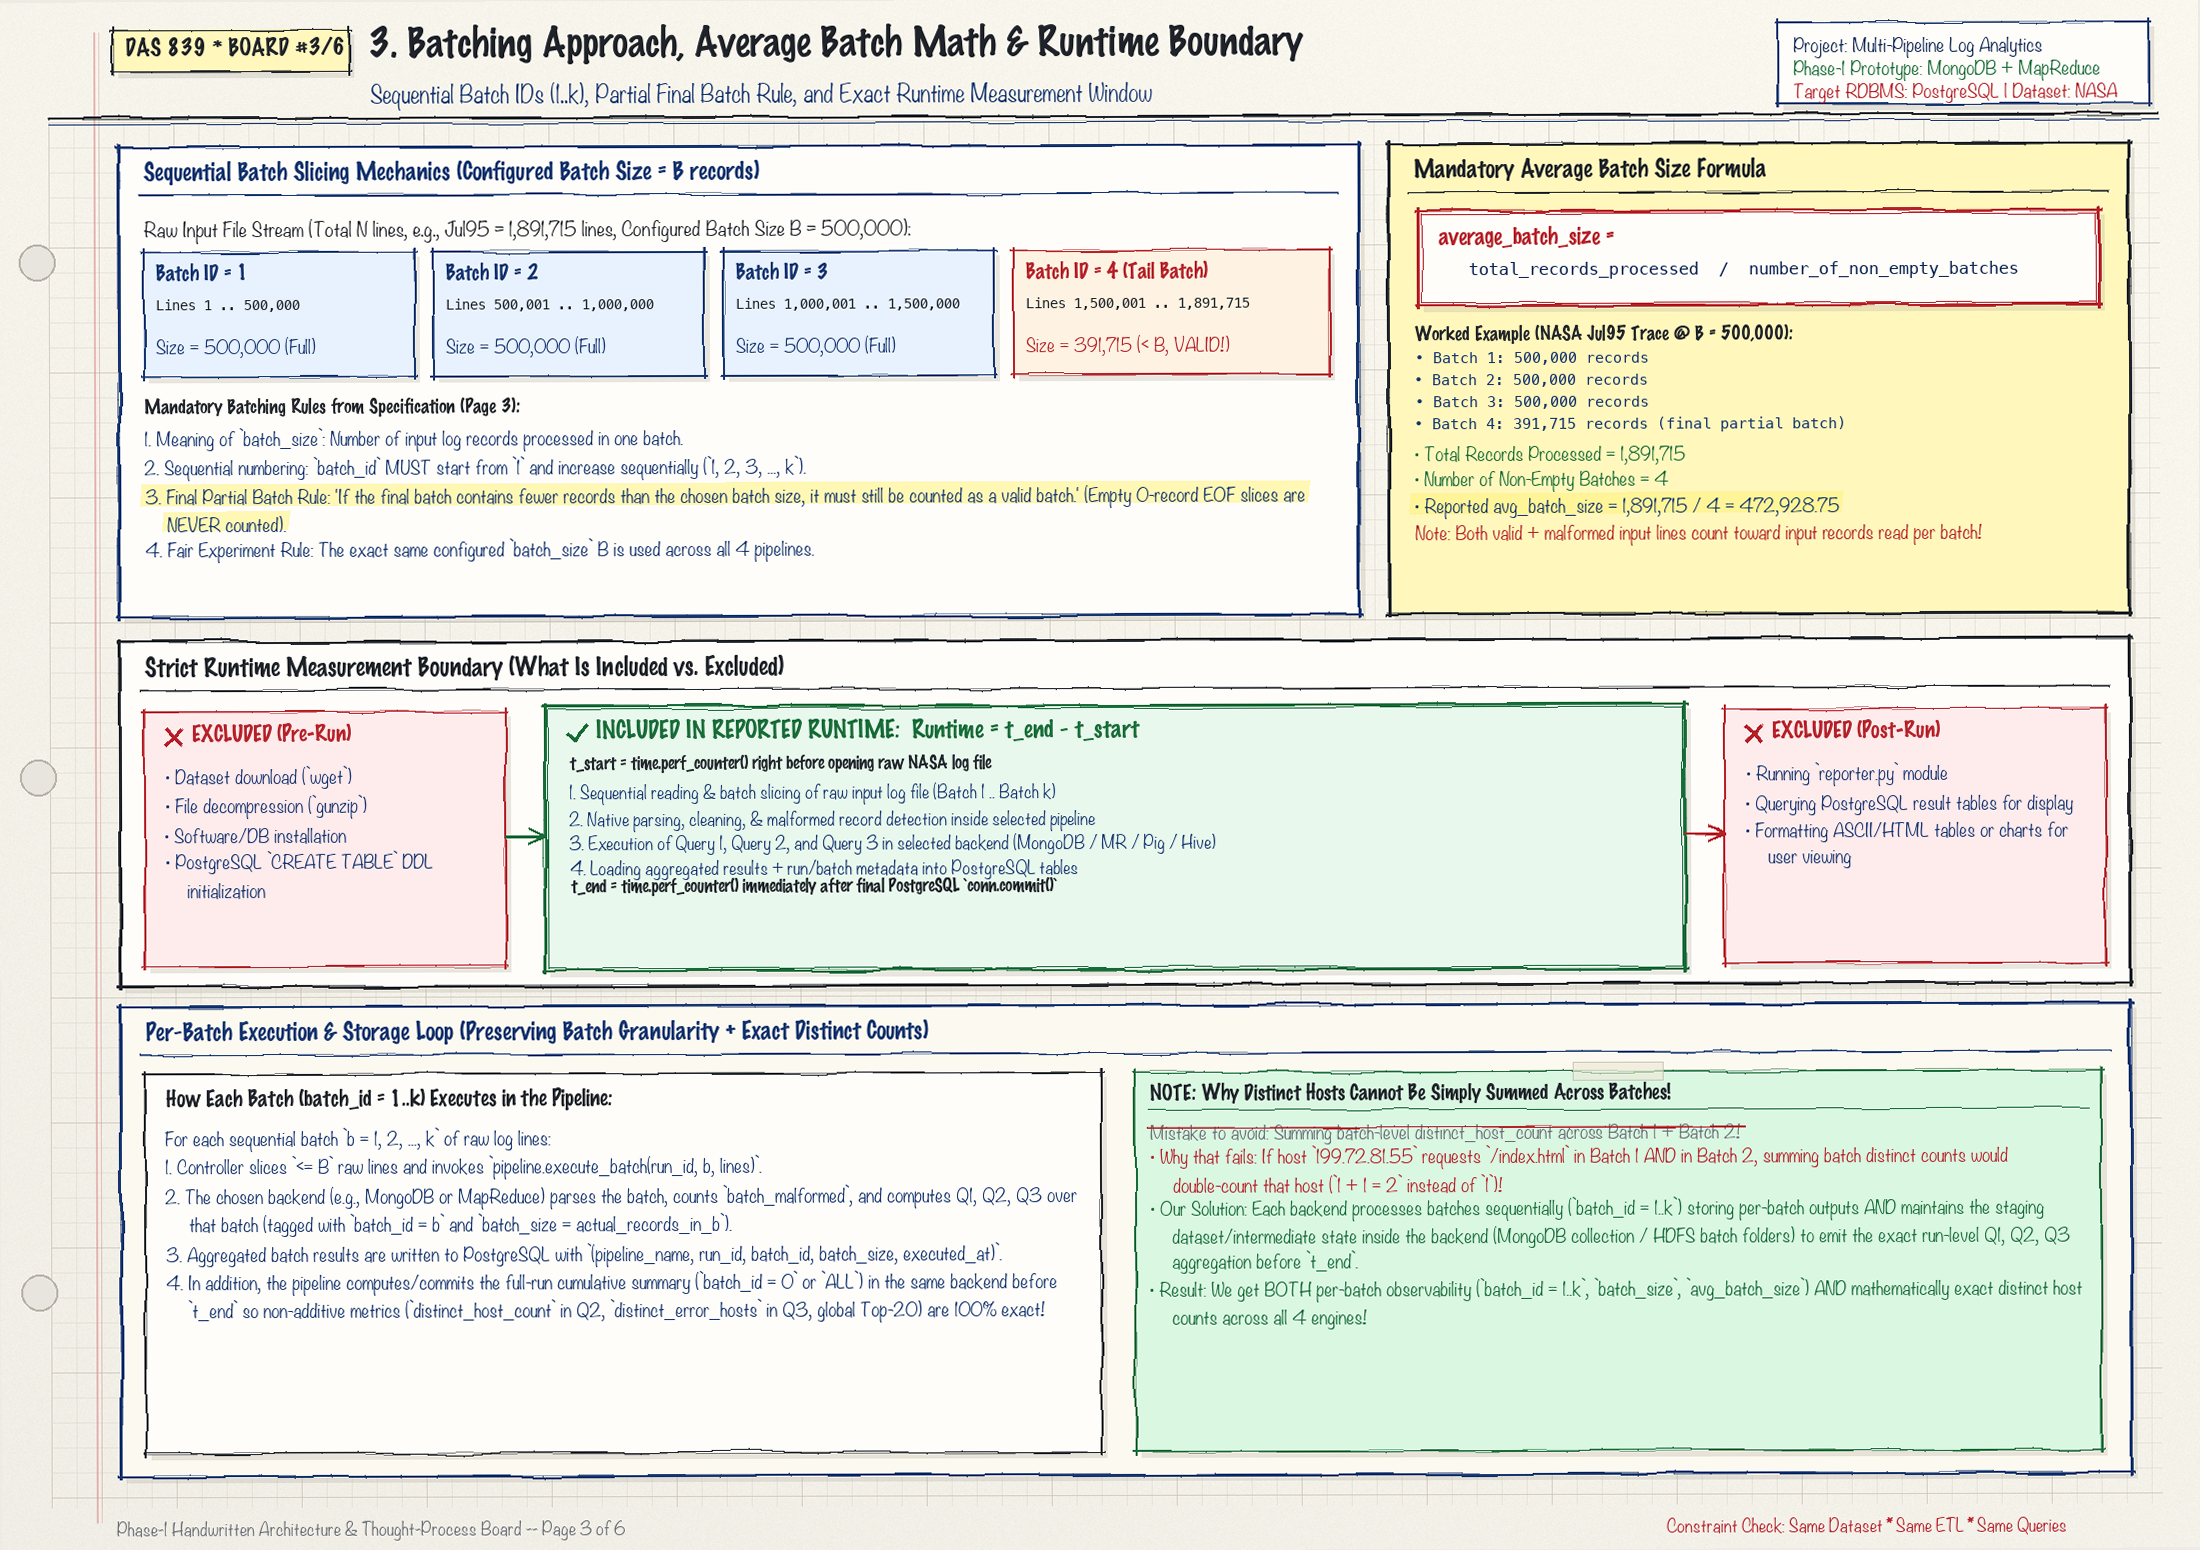 DAS 839 * BOARD #3/6
3. Batching Approach, Average Batch Math & Runtime Boundary
Sequential Batch IDs (1..k), Partial Final Batch Rule, and Exact Runtime Measurement Window
Project: Multi-Pipeline Log Analytics
Phase-1 Prototype: MongoDB + MapReduce
Target RDBMS: PostgreSQL | Dataset: NASA
Sequential Batch Slicing Mechanics (Configured Batch Size = B records)
Raw Input File Stream (Total N lines, e.g., Jul95 = 1,891,715 lines, Configured Batch Size B = 500,000):
Batch ID = 1
Lines 1 .. 500,000
Size = 500,000 (Full)
Batch ID = 2
Lines 500,001 .. 1,000,000
Size = 500,000 (Full)
Batch ID = 3
Lines 1,000,001 .. 1,500,000
Size = 500,000 (Full)
Batch ID = 4 (Tail Batch)
Lines 1,500,001 .. 1,891,715
Size = 391,715 (< B, VALID!)
Mandatory Batching Rules from Specification (Page 3):
1. Meaning of `batch_size`: Number of input log records processed in one batch.
2. Sequential numbering: `batch_id` MUST start from `1` and increase sequentially (`1, 2, 3, ..., k`).
3. Final Partial Batch Rule: 'If the final batch contains fewer records than the chosen batch size, it must still be counted as a valid batch.' (Empty 0-record EOF slices are
NEVER counted).
4. Fair Experiment Rule: The exact same configured `batch_size` B is used across all 4 pipelines.
Mandatory Average Batch Size Formula
average_batch_size =
total_records_processed / number_of_non_empty_batches
Worked Example (NASA Jul95 Trace @ B = 500,000):
• Batch 1: 500,000 records
• Batch 2: 500,000 records
• Batch 3: 500,000 records
• Batch 4: 391,715 records (final partial batch)
• Total Records Processed = 1,891,715
• Number of Non-Empty Batches = 4
• Reported avg_batch_size = 1,891,715 / 4 = 472,928.75
Note: Both valid + malformed input lines count toward input records read per batch!
Strict Runtime Measurement Boundary (What Is Included vs. Excluded)
✗ EXCLUDED (Pre-Run)
• Dataset download (`wget`)
• File decompression (`gunzip`)
• Software/DB installation
• PostgreSQL `CREATE TABLE` DDL
initialization
✓ INCLUDED IN REPORTED RUNTIME: Runtime = t_end - t_start
t_start = time.perf_counter() right before opening raw NASA log file
1. Sequential reading & batch slicing of raw input log file (Batch 1 .. Batch k)
2. Native parsing, cleaning, & malformed record detection inside selected pipeline
3. Execution of Query 1, Query 2, and Query 3 in selected backend (MongoDB / MR / Pig / Hive)
4. Loading aggregated results + run/batch metadata into PostgreSQL tables
t_end = time.perf_counter() immediately after final PostgreSQL `conn.commit()`
✗ EXCLUDED (Post-Run)
• Running `reporter.py` module
• Querying PostgreSQL result tables for display
• Formatting ASCII/HTML tables or charts for
user viewing
Per-Batch Execution & Storage Loop (Preserving Batch Granularity + Exact Distinct Counts)
How Each Batch (batch_id = 1..k) Executes in the Pipeline:
For each sequential batch `b = 1, 2, ..., k` of raw log lines:
1. Controller slices `<= B` raw lines and invokes `pipeline.execute_batch(run_id, b, lines)`.
2. The chosen backend (e.g., MongoDB or MapReduce) parses the batch, counts `batch_malformed`, and computes Q1, Q2, Q3 over
that batch (tagged with `batch_id = b` and `batch_size = actual_records_in_b`).
3. Aggregated batch results are written to PostgreSQL with `(pipeline_name, run_id, batch_id, batch_size, executed_at)`.
4. In addition, the pipeline computes/commits the full-run cumulative summary (`batch_id = 0` or `ALL`) in the same backend before
`t_end` so non-additive metrics (`distinct_host_count` in Q2, `distinct_error_hosts` in Q3, global Top-20) are 100% exact!
NOTE: Why Distinct Hosts Cannot Be Simply Summed Across Batches!
Mistake to avoid: Summing batch-level distinct_host_count across Batch 1 + Batch 2!
• Why that fails: If host `199.72.81.55` requests `/index.html` in Batch 1 AND in Batch 2, summing batch distinct counts would
double-count that host (`1 + 1 = 2` instead of `1`)!
• Our Solution: Each backend processes batches sequentially (`batch_id = 1..k`) storing per-batch outputs AND maintains the staging
dataset/intermediate state inside the backend (MongoDB collection / HDFS batch folders) to emit the exact run-level Q1, Q2, Q3
aggregation before `t_end`.
• Result: We get BOTH per-batch observability (`batch_id = 1..k`, `batch_size`, `avg_batch_size`) AND mathematically exact distinct host
counts across all 4 engines!
Phase-1 Handwritten Architecture & Thought-Process Board -- Page 3 of 6
Constraint Check: Same Dataset * Same ETL * Same Queries